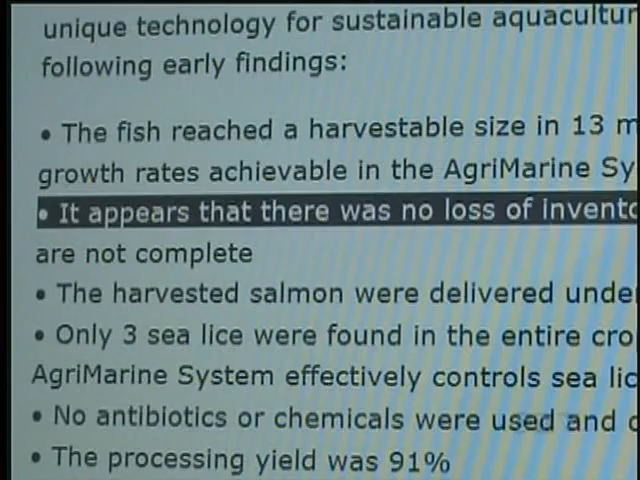 unique technology for sustainable aquacultur
following early findings:
• The fish reached a harvestable size in 13 m
growth rates achievable in the AgriMarine Sy
• It appears that there was no loss of invento
are not complete
• The harvested salmon were delivered unde
• Only 3 sea lice were found in the entire cro
AgriMarine System effectively controls sea lic
• No antibiotics or chemicals were used and
• The processing yield was 91%